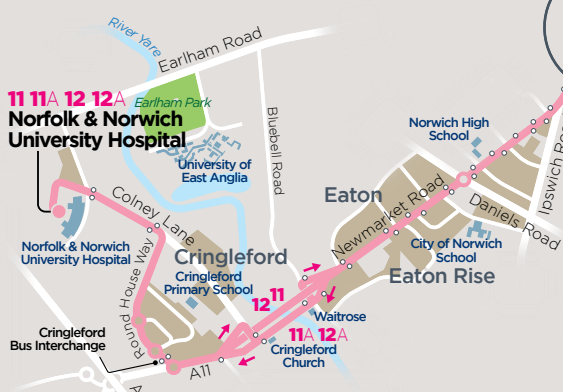 River Yare
Earlham Road
11 11A 12 12A
Norfolk & Norwich
University Hospital
Earlham Park
Bluebell Road
Norwich High
School
University of
East Anglia
Ipswich Ro
Eaton
Newmarket Road
Daniels Road
Colney Lane
City of Norwich
School
Norfolk & Norwich
University Hospital
Cringleford
Cringleford
Primary School
Eaton Rise
Round House Way
12 11
Waitrose
11A 12A
Cringleford
Bus Interchange
Cringleford
Church
A11
A